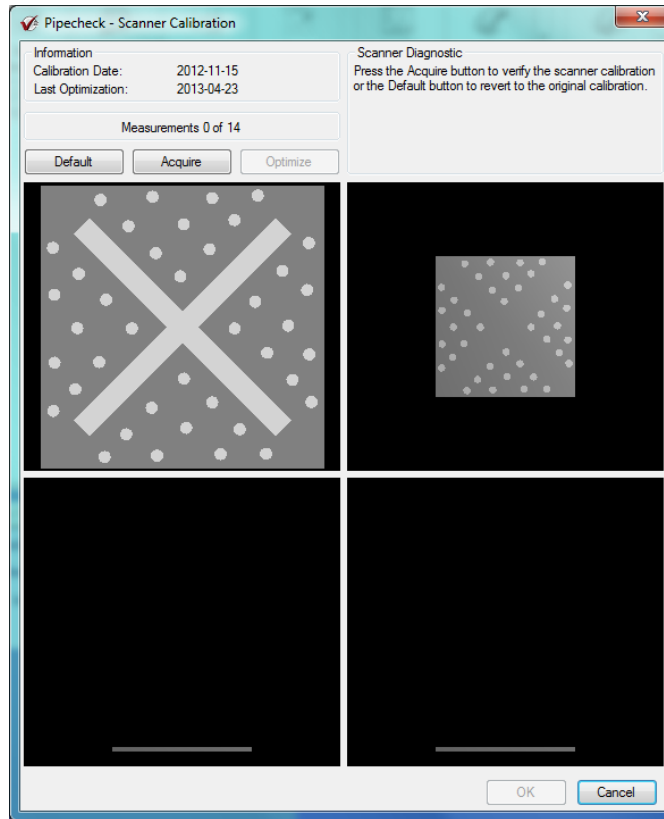 Pipecheck - Scanner Calibration
Information
Calibration Date: 2012-11-15
Last Optimization: 2013-04-23
Measurements 0 of 14
Default Acquire Optimize
Scanner Diagnostic
Press the Acquire button to verify the scanner calibration
or the Default button to revert to the original calibration.
OK Cancel